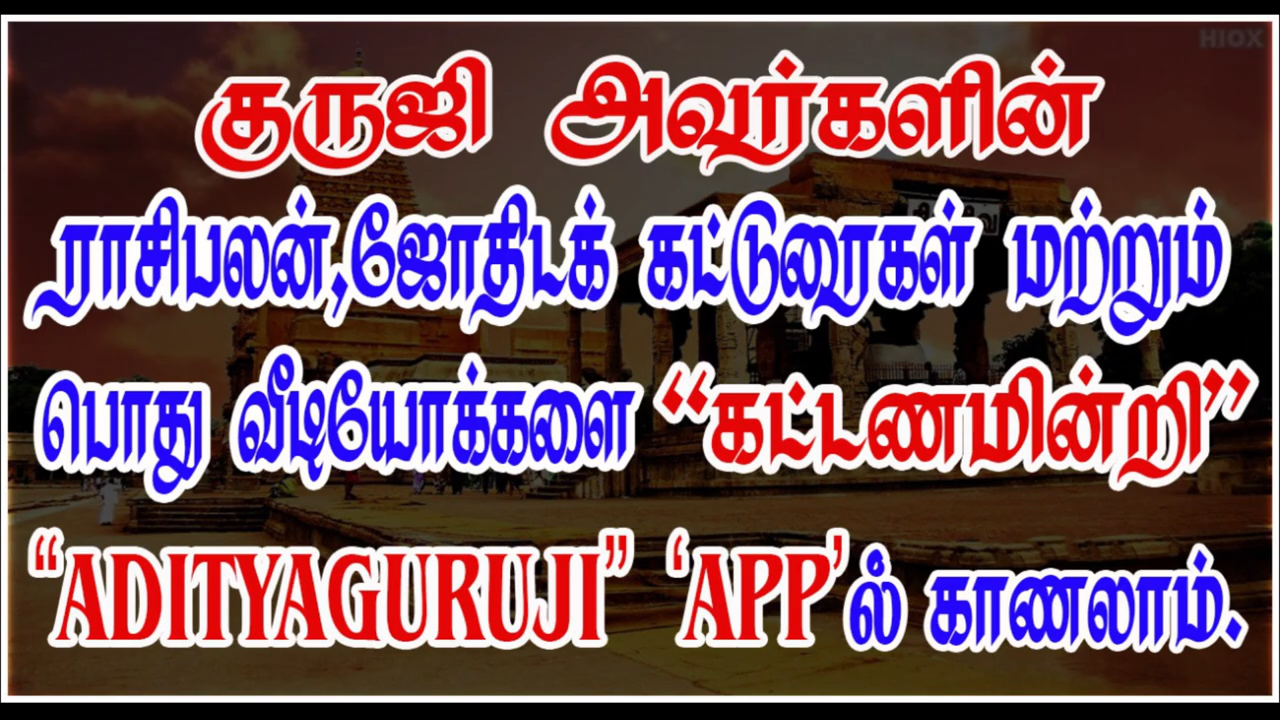 HIOX
குருஜி அவர்களின்
ராசிபலன்,ஜோதிடக் கட்டுரைகள் மற்றும்
பொது வீடியோக்களை “கட்டணமின்றி”
“ADITYAGURUJI” ‘APP’ல் காணலாம்.